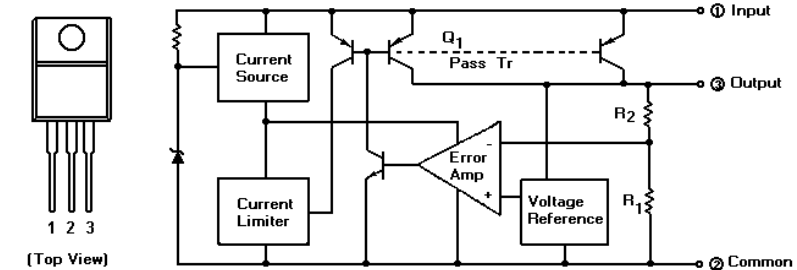 1 2 3
(Top View)
Current
Source
Current
Limiter
Q1
Pass Tr
Error
Amp
-
+
Voltage
Reference
R2
R1
① Input
③ Output
② Common